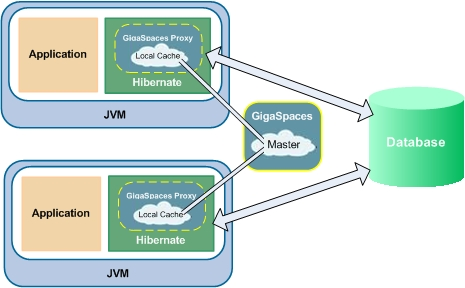 GigaSpaces Proxy
Application
Local Cache
Hibernate
JVM
GigaSpaces
Master
Database
GigaSpaces Proxy
Application
Local Cache
Hibernate
JVM